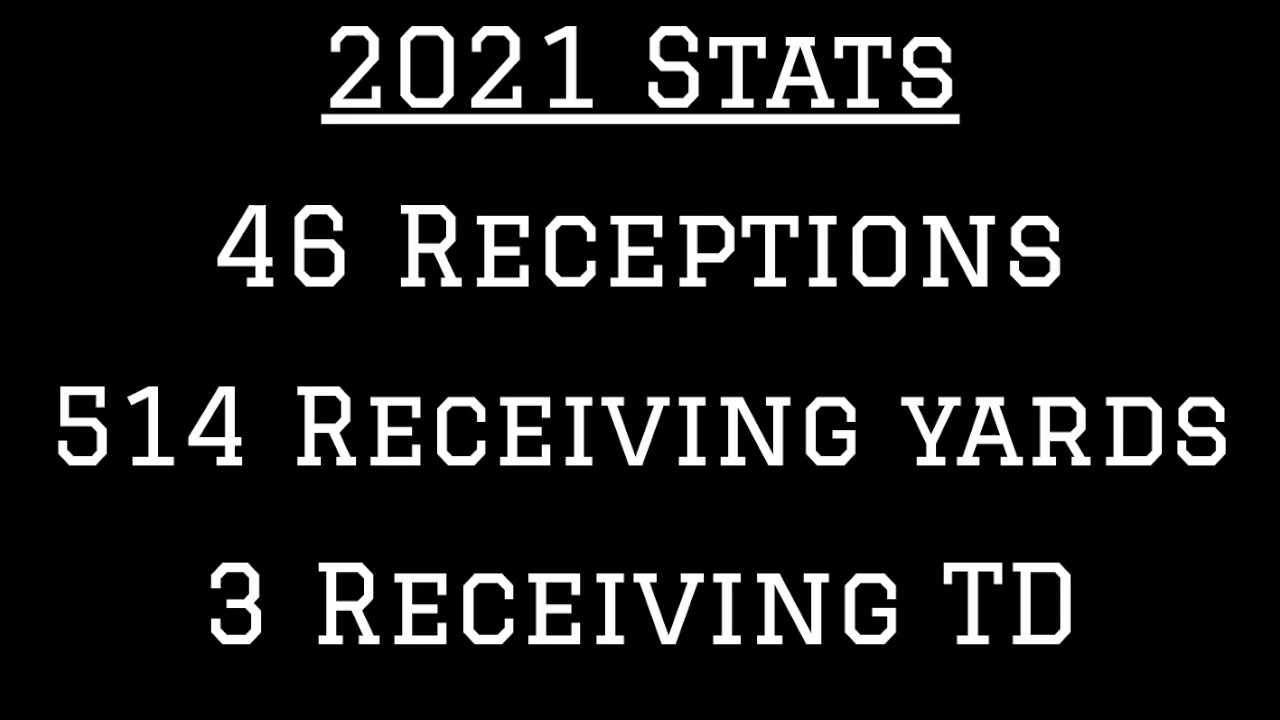 2021 Stats
46 Receptions
514 Receiving yards
3 Receiving TD